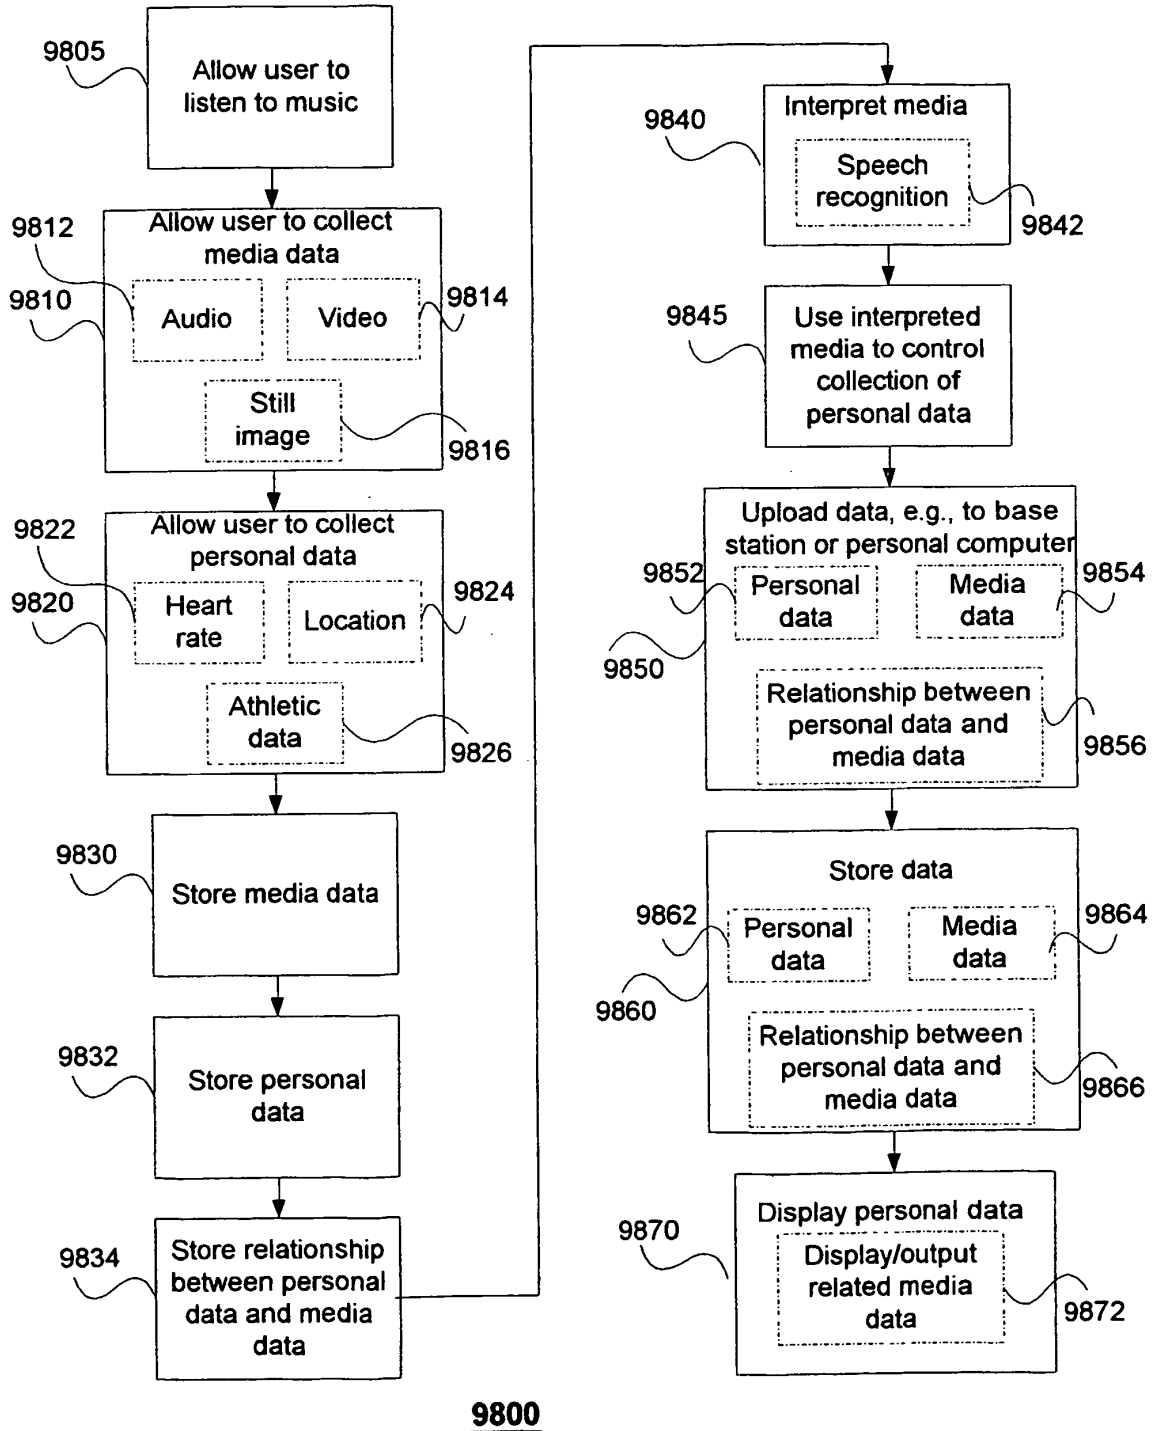 9805
Allow user to
listen to music
9812
9810
Allow user to collect
media data
Audio
Video
9814
Still
image
9816
9822
9820
Allow user to collect
personal data
Heart
rate
Location
9824
Athletic
data
9826
9830
Store media data
9832
Store personal
data
9834
Store relationship
between personal
data and media
data
9840
Interpret media
Speech
recognition
9842
9845
Use interpreted
media to control
collection of
personal data
Upload data, e.g., to base
station or personal computer
9852
Personal
data
Media
data
9854
9850
Relationship between
personal data and
media data
9856
Store data
9862
Personal
data
Media
data
9864
9860
Relationship between
personal data and
media data
9866
9870
Display personal data
Display/output
related media
data
9872
9800